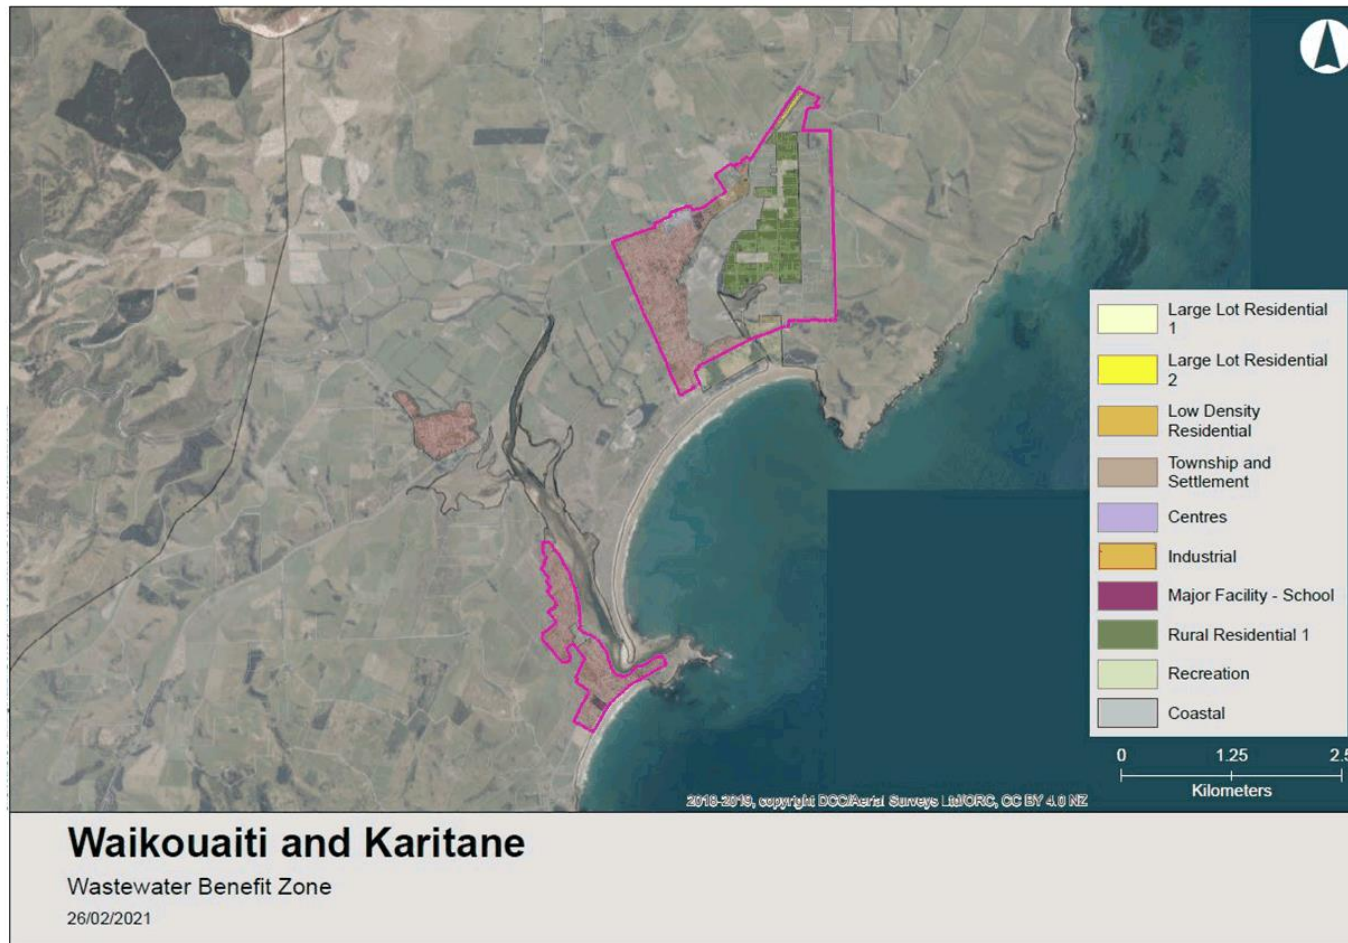 Large Lot Residential
1
Large Lot Residential
2
Low Density
Residential
Township and
Settlement
Centres
Industrial
Major Facility - School
Rural Residential 1
Recreation
Coastal
0 1.25 2.5
Kilometers
2018-2019, copyright DCC/Aerial Surveys Ltd/ORC, CC BY 4.0 NZ
Waikouaiti and Karitane
Wastewater Benefit Zone
26/02/2021